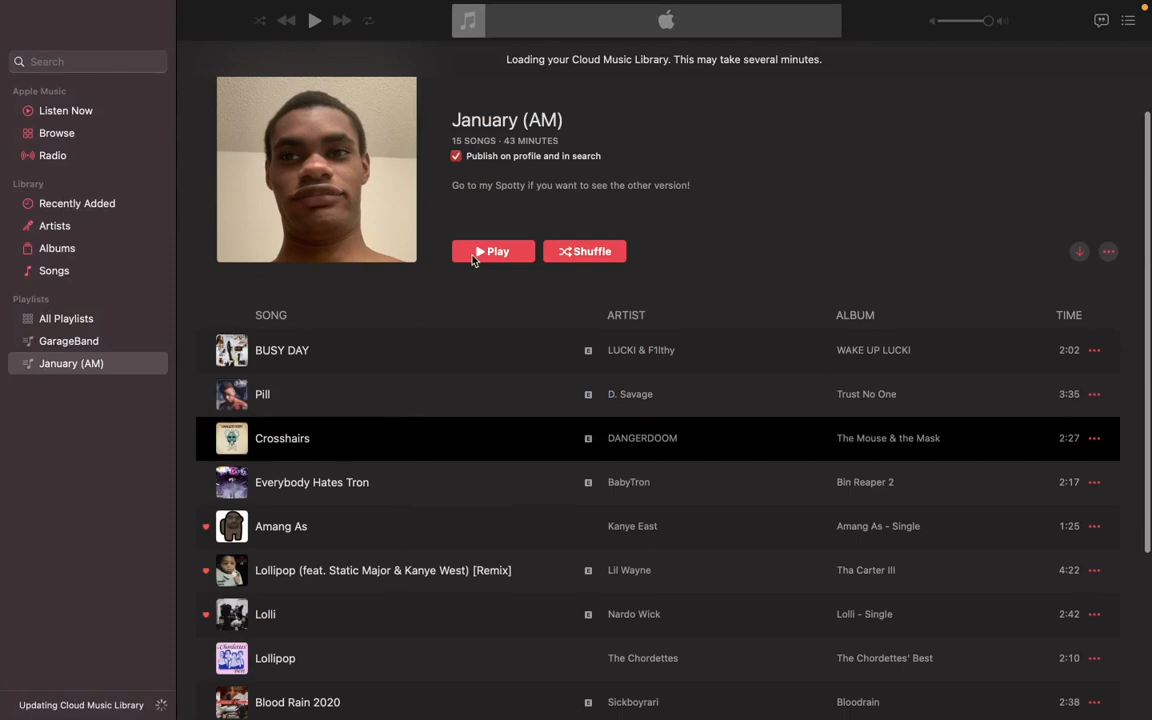 Search
Loading your Cloud Music Library. This may take several minutes.
Apple Music
Listen Now
Browse
Radio
Library
Recently Added
Artists
Albums
Songs
Playlists
All Playlists
GarageBand
January (AM)
Updating Cloud Music Library
January (AM)
15 SONGS · 43 MINUTES
Publish on profile and in search
Go to my Spotty if you want to see the other version!
Play Shuffle
SONG ARTIST ALBUM TIME
BUSY DAY E LUCKI & F1lthy WAKE UP LUCKI 2:02
Pill E D. Savage Trust No One 3:35
Crosshairs E DANGERDOOM The Mouse & the Mask 2:27
Everybody Hates Tron E BabyTron Bin Reaper 2 2:17
Amang As Kanye East Amang As - Single 1:25
Lollipop (feat. Static Major & Kanye West) [Remix] E Lil Wayne Tha Carter III 4:22
Lolli E Nardo Wick Lolli - Single 2:42
Lollipop The Chordettes The Chordettes' Best 2:10
Blood Rain 2020 E Sickboyrari Bloodrain 2:38